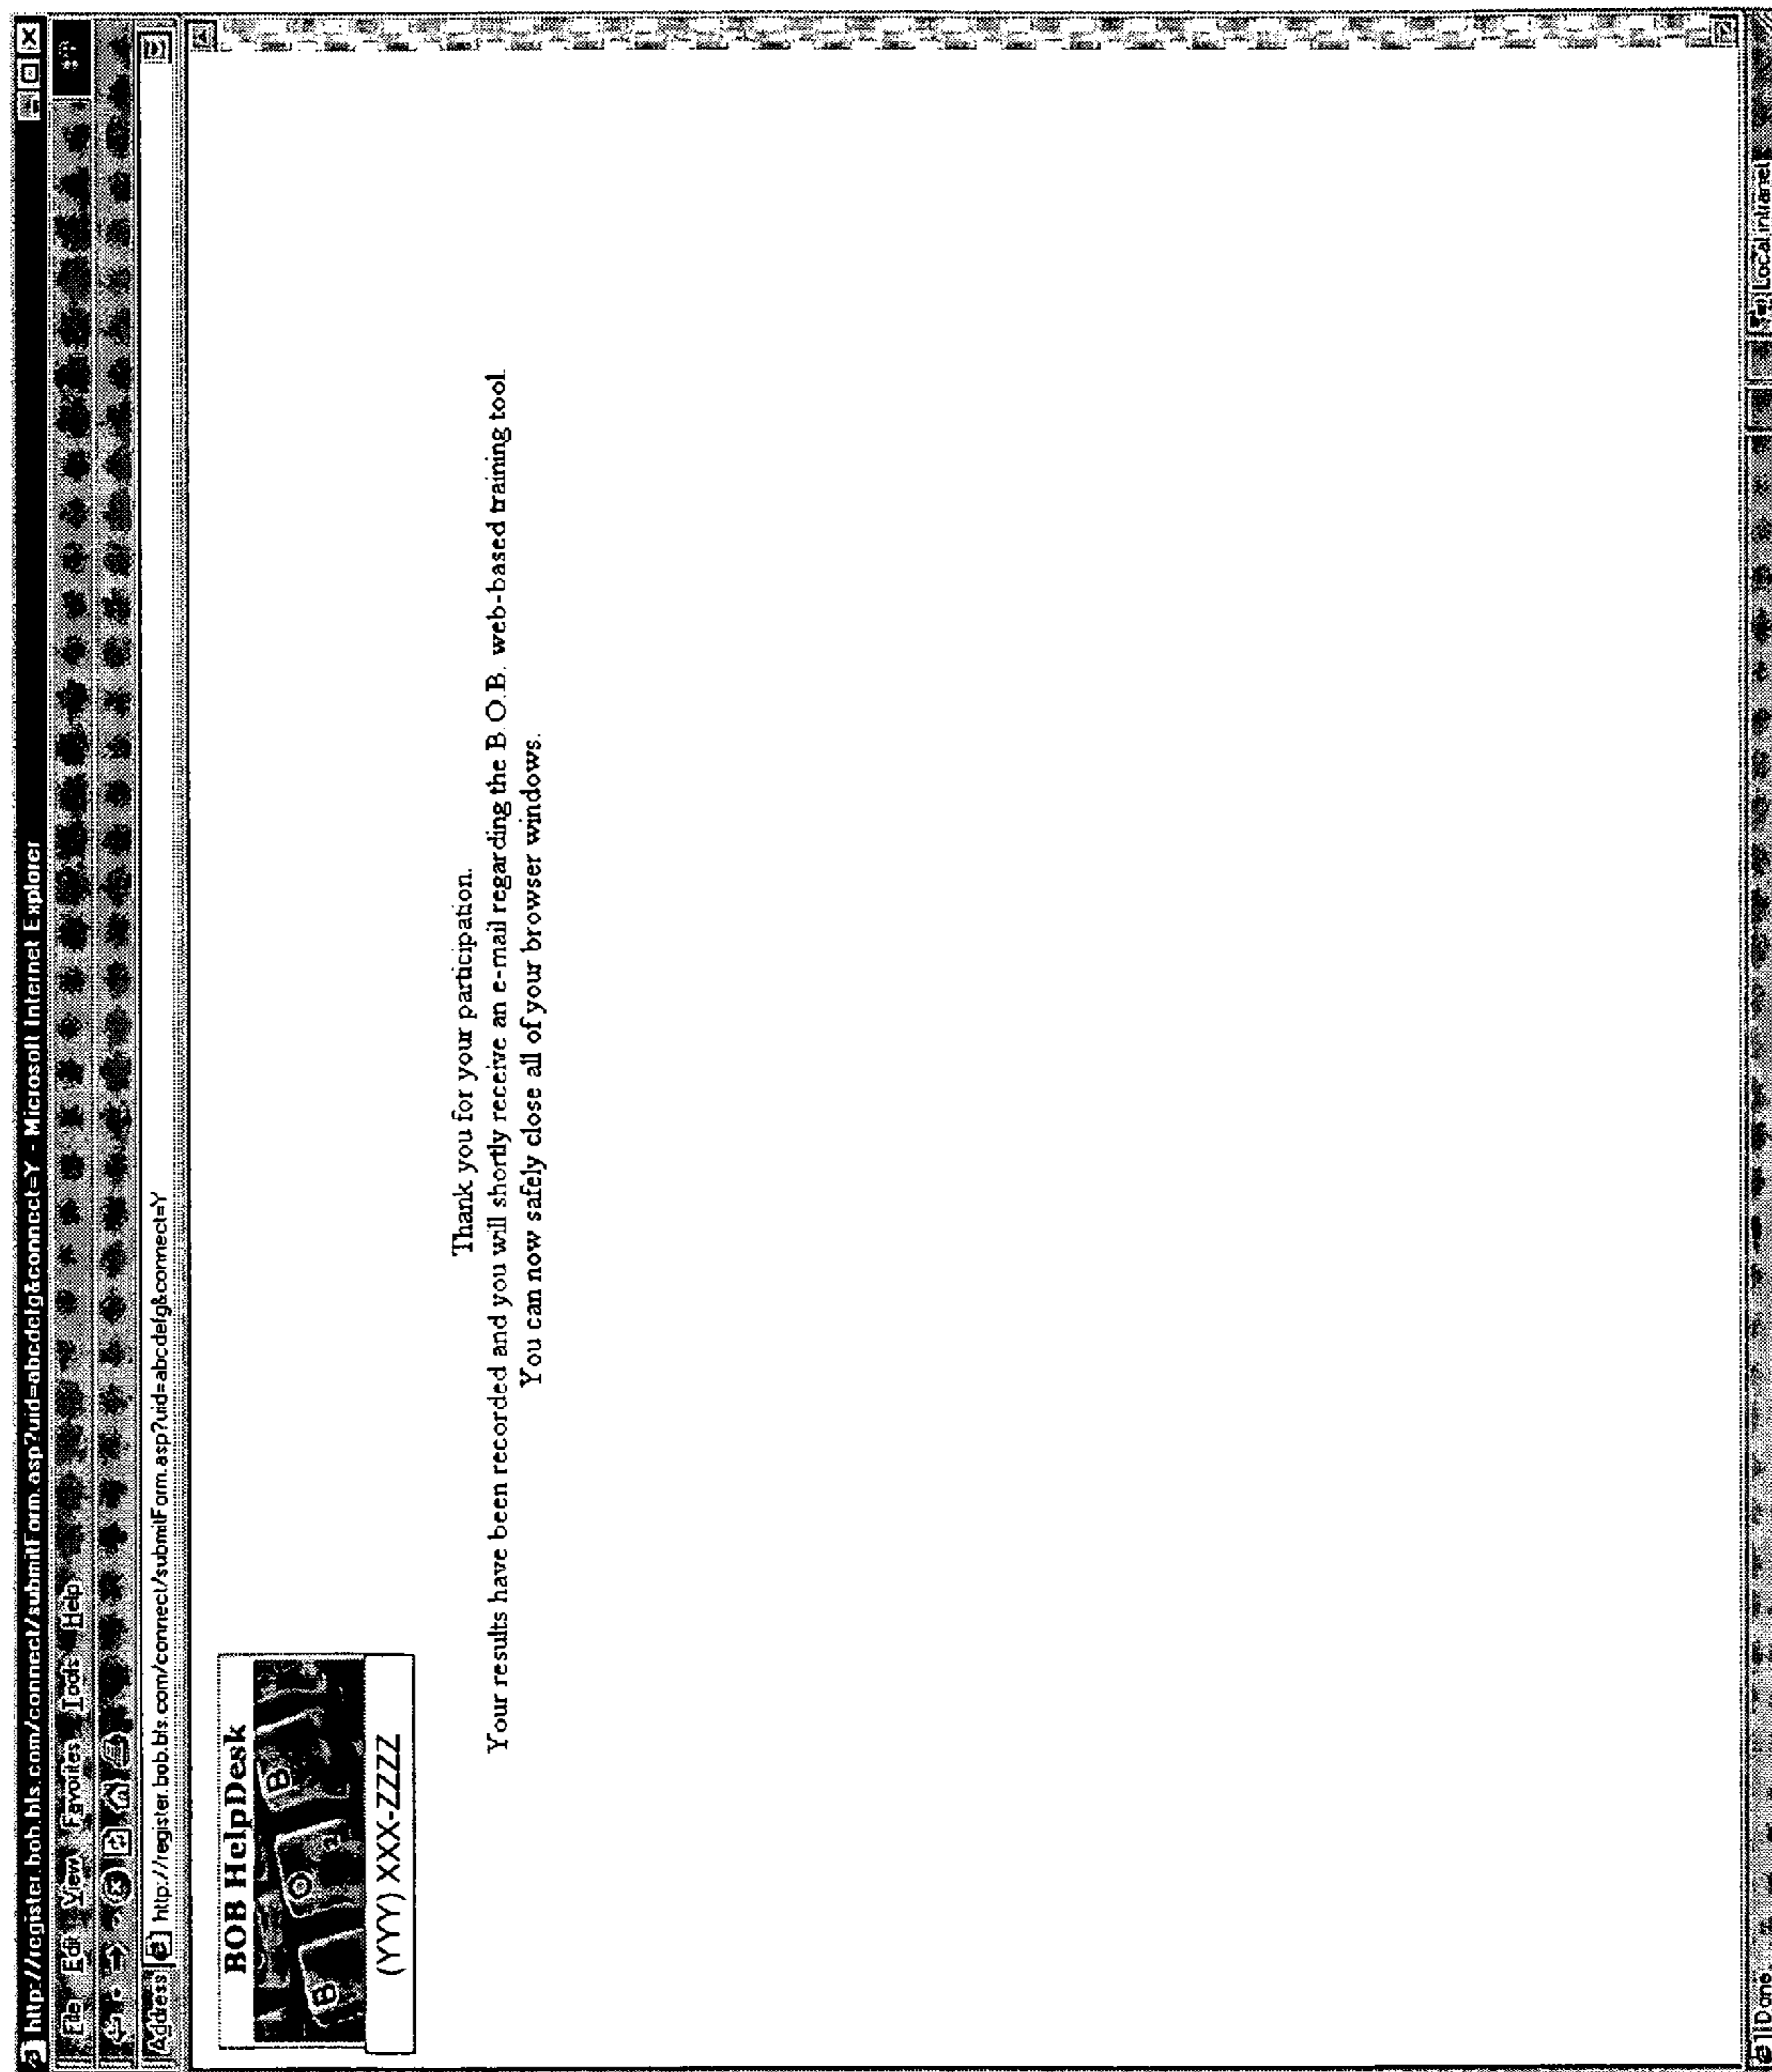 http://register.bob.bls.com/connect/submitForm.asp?uid=abcdefg&connect=Y - Microsoft Internet Explorer
File Edit View Favorites Tools Help
Address http://register.bob.bls.com/connect/submitForm.asp?uid=abcdefg&connect=Y
BOB HelpDesk
B O B
(YYY) XXX-ZZZZ
Thank you for your participation.
Your results have been recorded and you will shortly receive an e-mail regarding the B.O.B. web-based training tool.
You can now safely close all of your browser windows.
Done
Local intranet